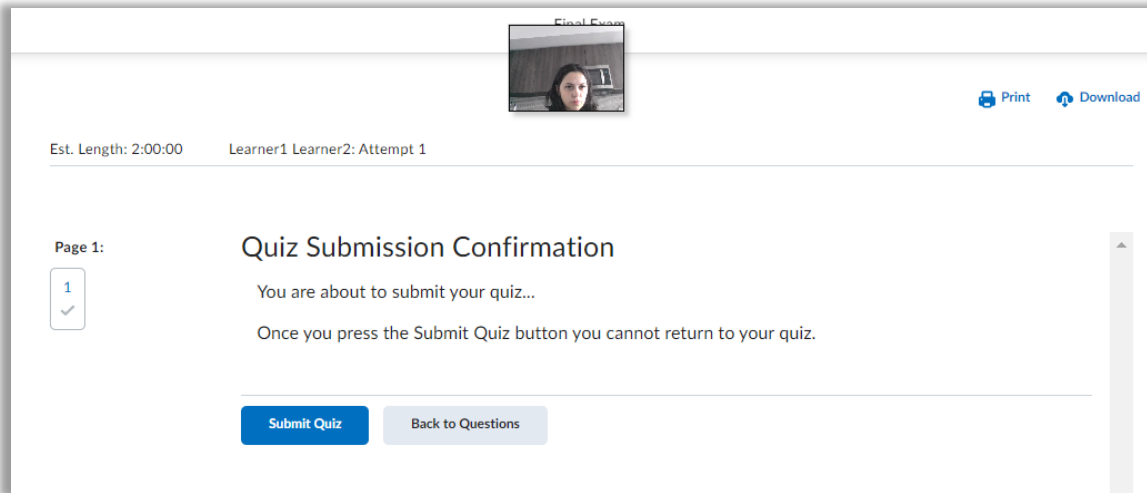 Final Exam
Print Download
Est. Length: 2:00:00 Learner1 Learner2: Attempt 1
Page 1:
1
Quiz Submission Confirmation
You are about to submit your quiz...
Once you press the Submit Quiz button you cannot return to your quiz.
Submit Quiz Back to Questions